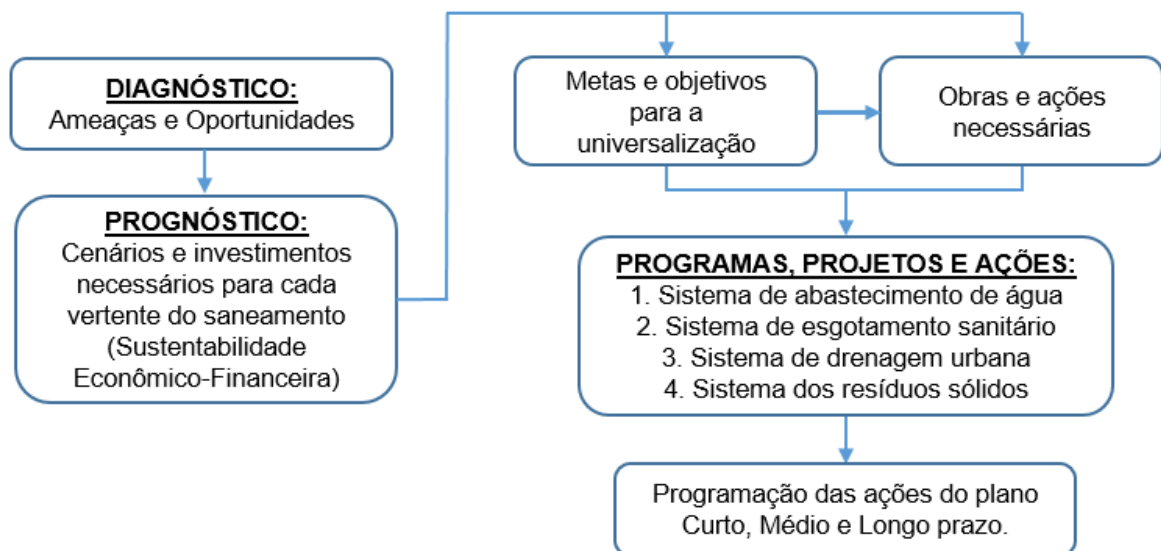 DIAGNÓSTICO:
Ameaças e Oportunidades
PROGNÓSTICO:
Cenários e investimentos
necessários para cada
vertente do saneamento
(Sustentabilidade
Econômico-Financeira)
Metas e objetivos
para a
universalização
Obras e ações
necessárias
PROGRAMAS, PROJETOS E AÇÕES:
1. Sistema de abastecimento de água
2. Sistema de esgotamento sanitário
3. Sistema de drenagem urbana
4. Sistema dos resíduos sólidos
Programação das ações do plano
Curto, Médio e Longo prazo.